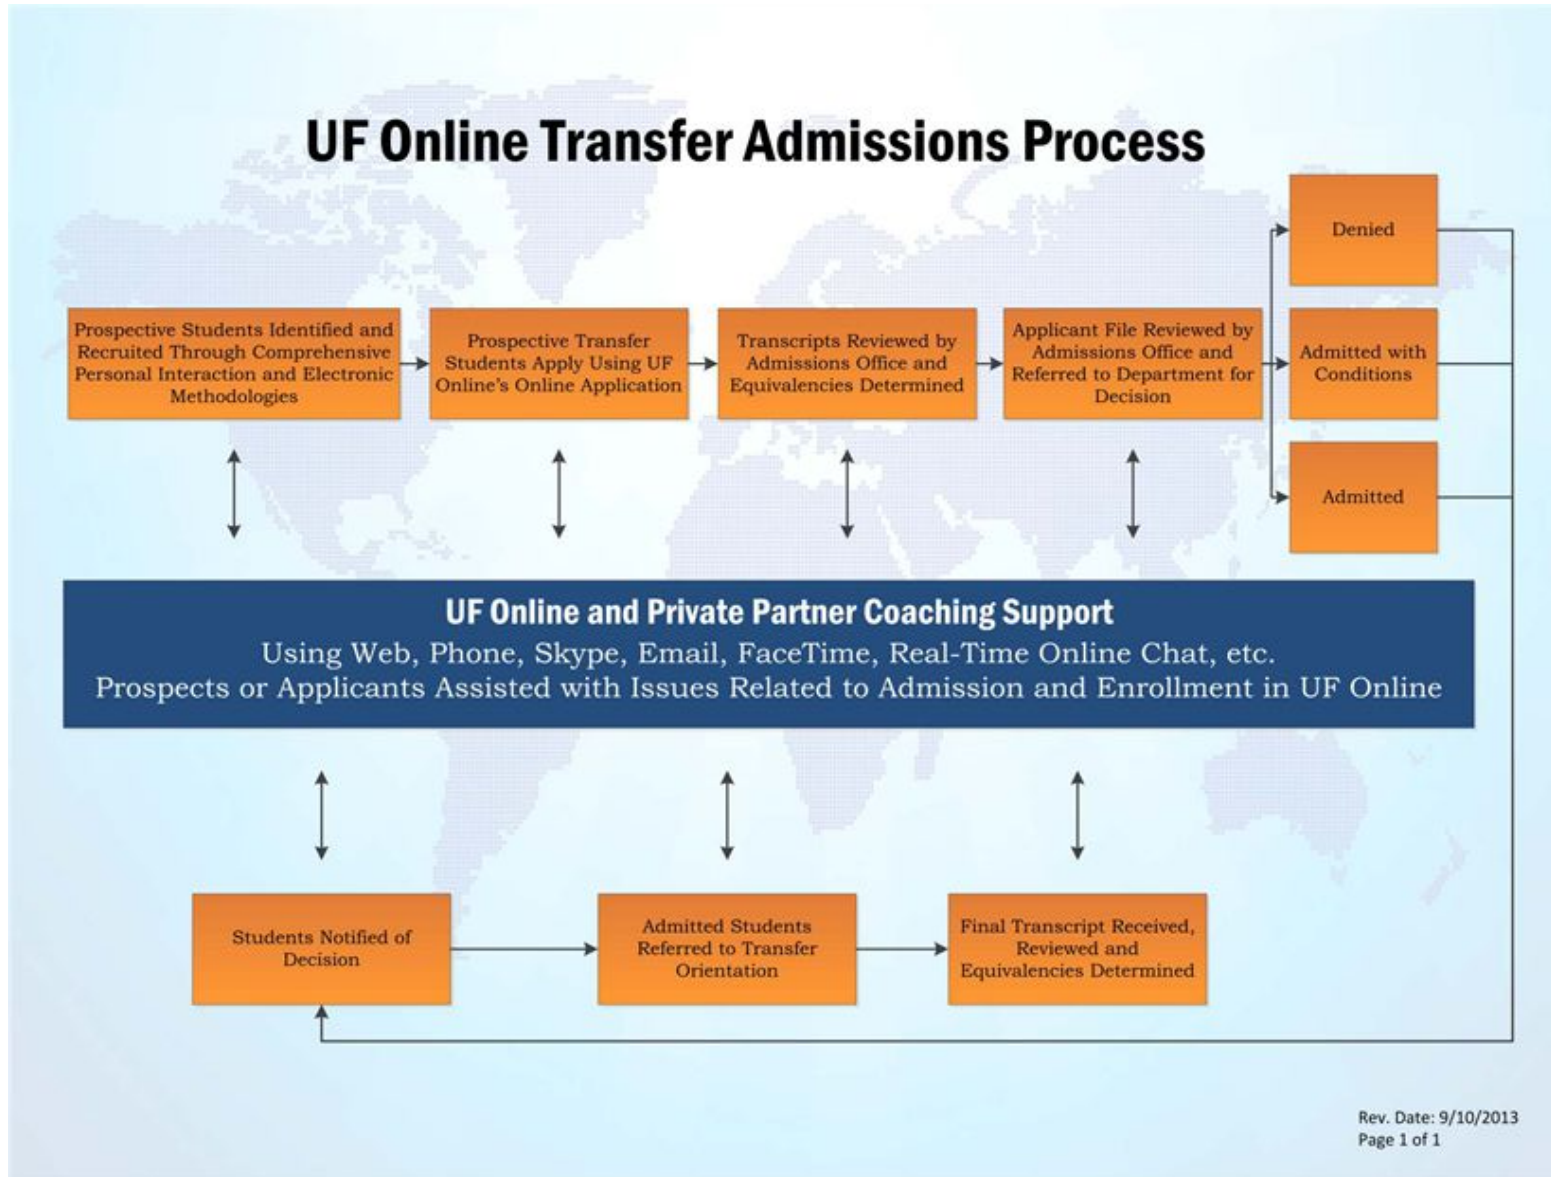 UF Online Transfer Admissions Process
Prospective Students Identified and
Recruited Through Comprehensive
Personal Interaction and Electronic
Methodologies
Prospective Transfer
Students Apply Using UF
Online's Online Application
Transcripts Reviewed by
Admissions Office and
Equivalencies Determined
Applicant File Reviewed by
Admissions Office and
Referred to Department for
Decision
Denied
Admitted with
Conditions
Admitted
UF Online and Private Partner Coaching Support
Using Web, Phone, Skype, Email, FaceTime, Real-Time Online Chat, etc.
Prospects or Applicants Assisted with Issues Related to Admission and Enrollment in UF Online
Students Notified of
Decision
Admitted Students
Referred to Transfer
Orientation
Final Transcript Received,
Reviewed and
Equivalencies Determined
Rev. Date: 9/10/2013
Page 1 of 1